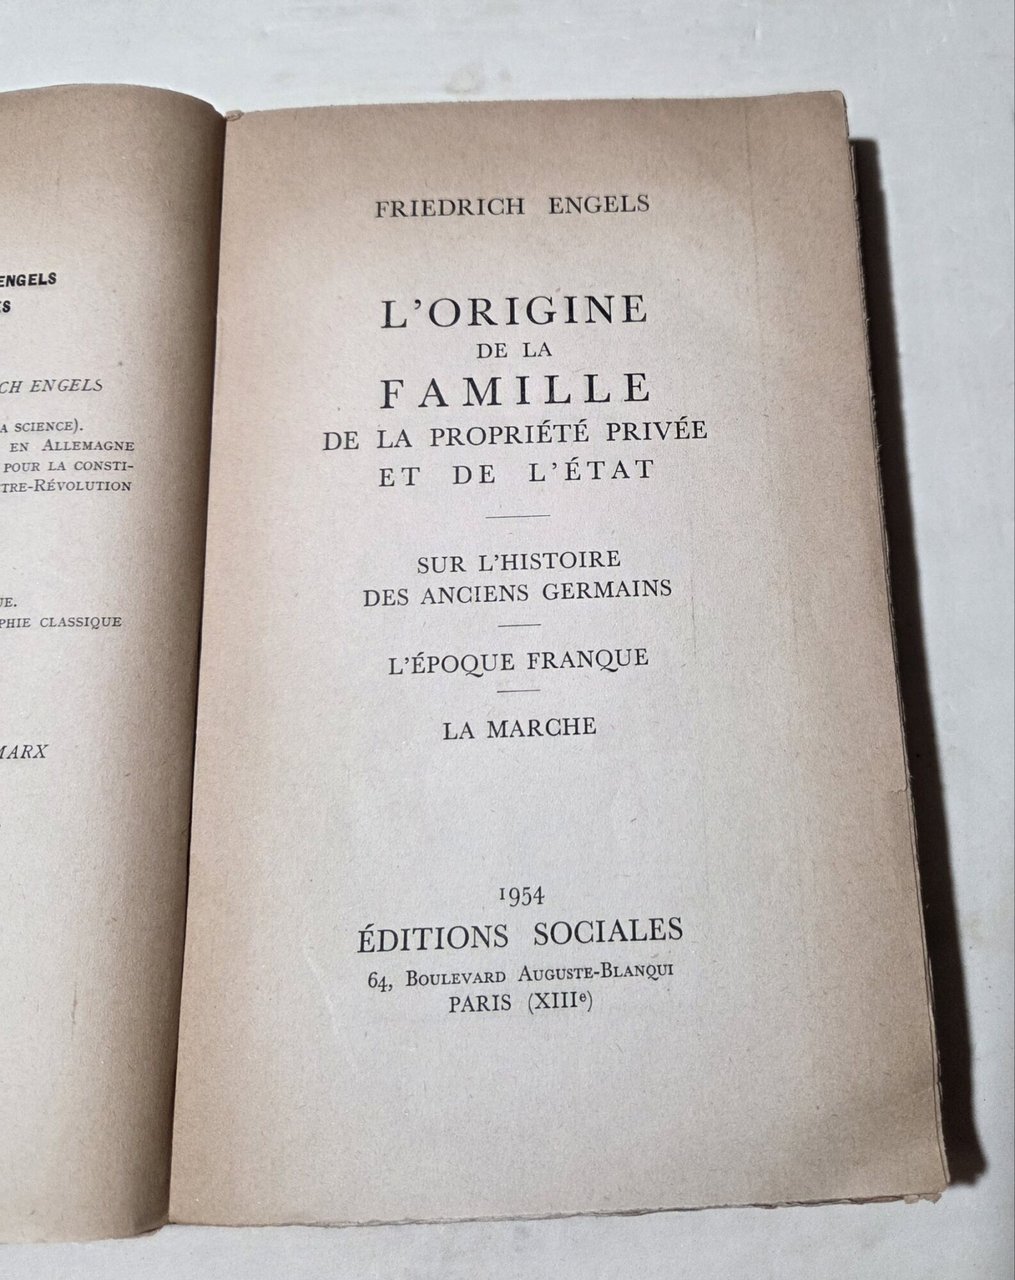 ENGELS
ES
CH ENGELS
A SCIENCE).
EN ALLEMAGNE
POUR LA CONSTI-
TRE-RÉVOLUTION
UE.
PHIE CLASSIQUE
MARX
FRIEDRICH ENGELS
L'ORIGINE
DE LA
FAMILLE
DE LA PROPRIÉTÉ PRIVÉE
ET DE L'ÉTAT
SUR L'HISTOIRE
DES ANCIENS GERMAINS
L'ÉPOQUE FRANQUE
LA MARCHE
1954
ÉDITIONS SOCIALES
64, BOULEVARD AUGUSTE-BLANQUI
PARIS (XIIIe)